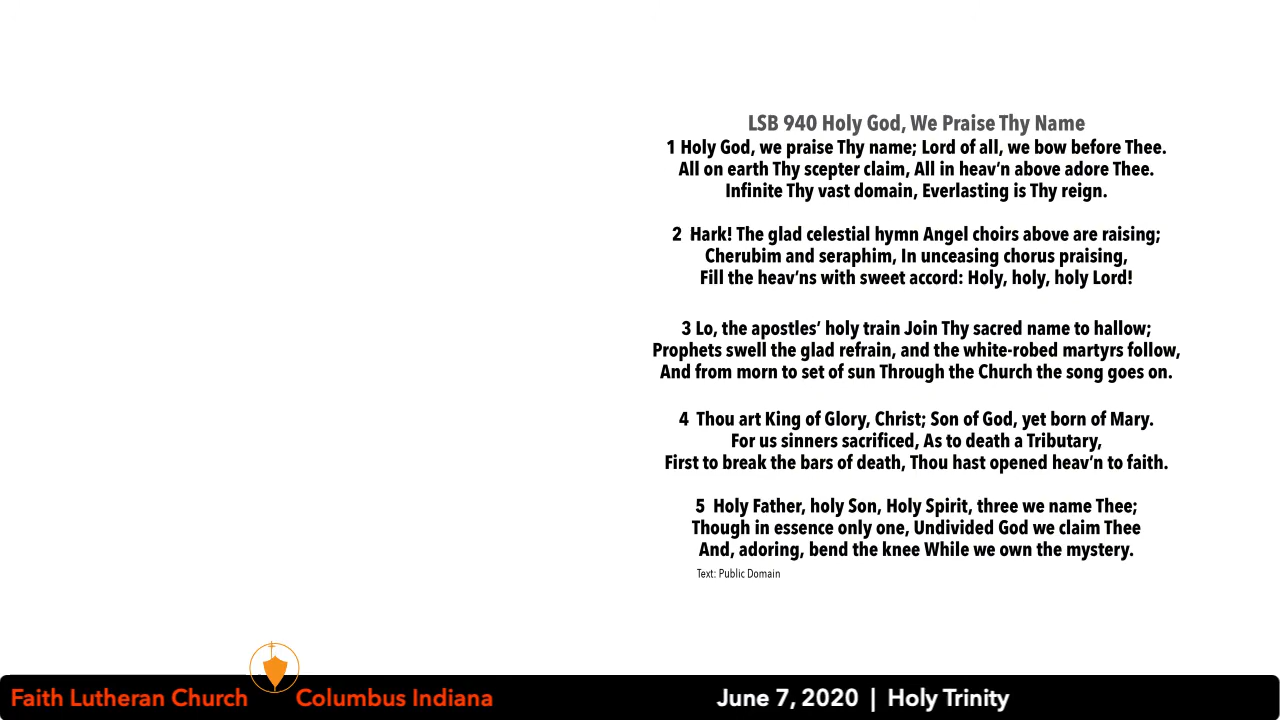 LSB 940 Holy God, We Praise Thy Name
1 Holy God, we praise Thy name; Lord of all, we bow before Thee.
All on earth Thy scepter claim, All in heav’n above adore Thee.
Infinite Thy vast domain, Everlasting is Thy reign.
2 Hark! The glad celestial hymn Angel choirs above are raising;
Cherubim and seraphim, In unceasing chorus praising,
Fill the heav’ns with sweet accord: Holy, holy, holy Lord!
3 Lo, the apostles’ holy train Join Thy sacred name to hallow;
Prophets swell the glad refrain, and the white-robed martyrs follow,
And from morn to set of sun Through the Church the song goes on.
4 Thou art King of Glory, Christ; Son of God, yet born of Mary.
For us sinners sacrificed, As to death a Tributary,
First to break the bars of death, Thou hast opened heav’n to faith.
5 Holy Father, holy Son, Holy Spirit, three we name Thee;
Though in essence only one, Undivided God we claim Thee
And, adoring, bend the knee While we own the mystery.
Text: Public Domain
Faith Lutheran Church Columbus Indiana
June 7, 2020 | Holy Trinity